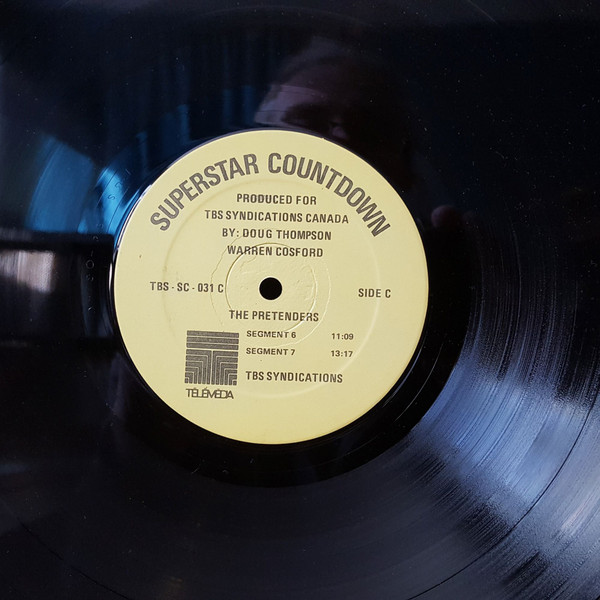 SUPERSTAR COUNTDOWN
PRODUCED FOR
TBS SYNDICATIONS CANADA
BY: DOUG THOMPSON
WARREN COSFORD
TBS - SC - 031 C
SIDE C
THE PRETENDERS
SEGMENT 6 11:09
SEGMENT 7 13:17
TBS SYNDICATIONS
TÉLÉMÉDIA